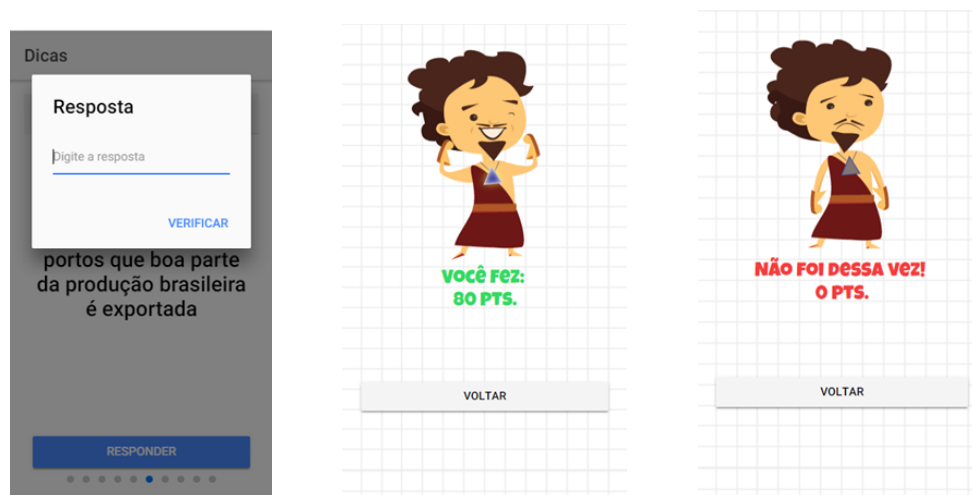 Dicas
Resposta
Digite a resposta
VERIFICAR
portos que boa parte
da produção brasileira
é exportada
RESPONDER
Você fez:
80 pts.
VOLTAR
Não foi dessa vez!
0 pts.
VOLTAR